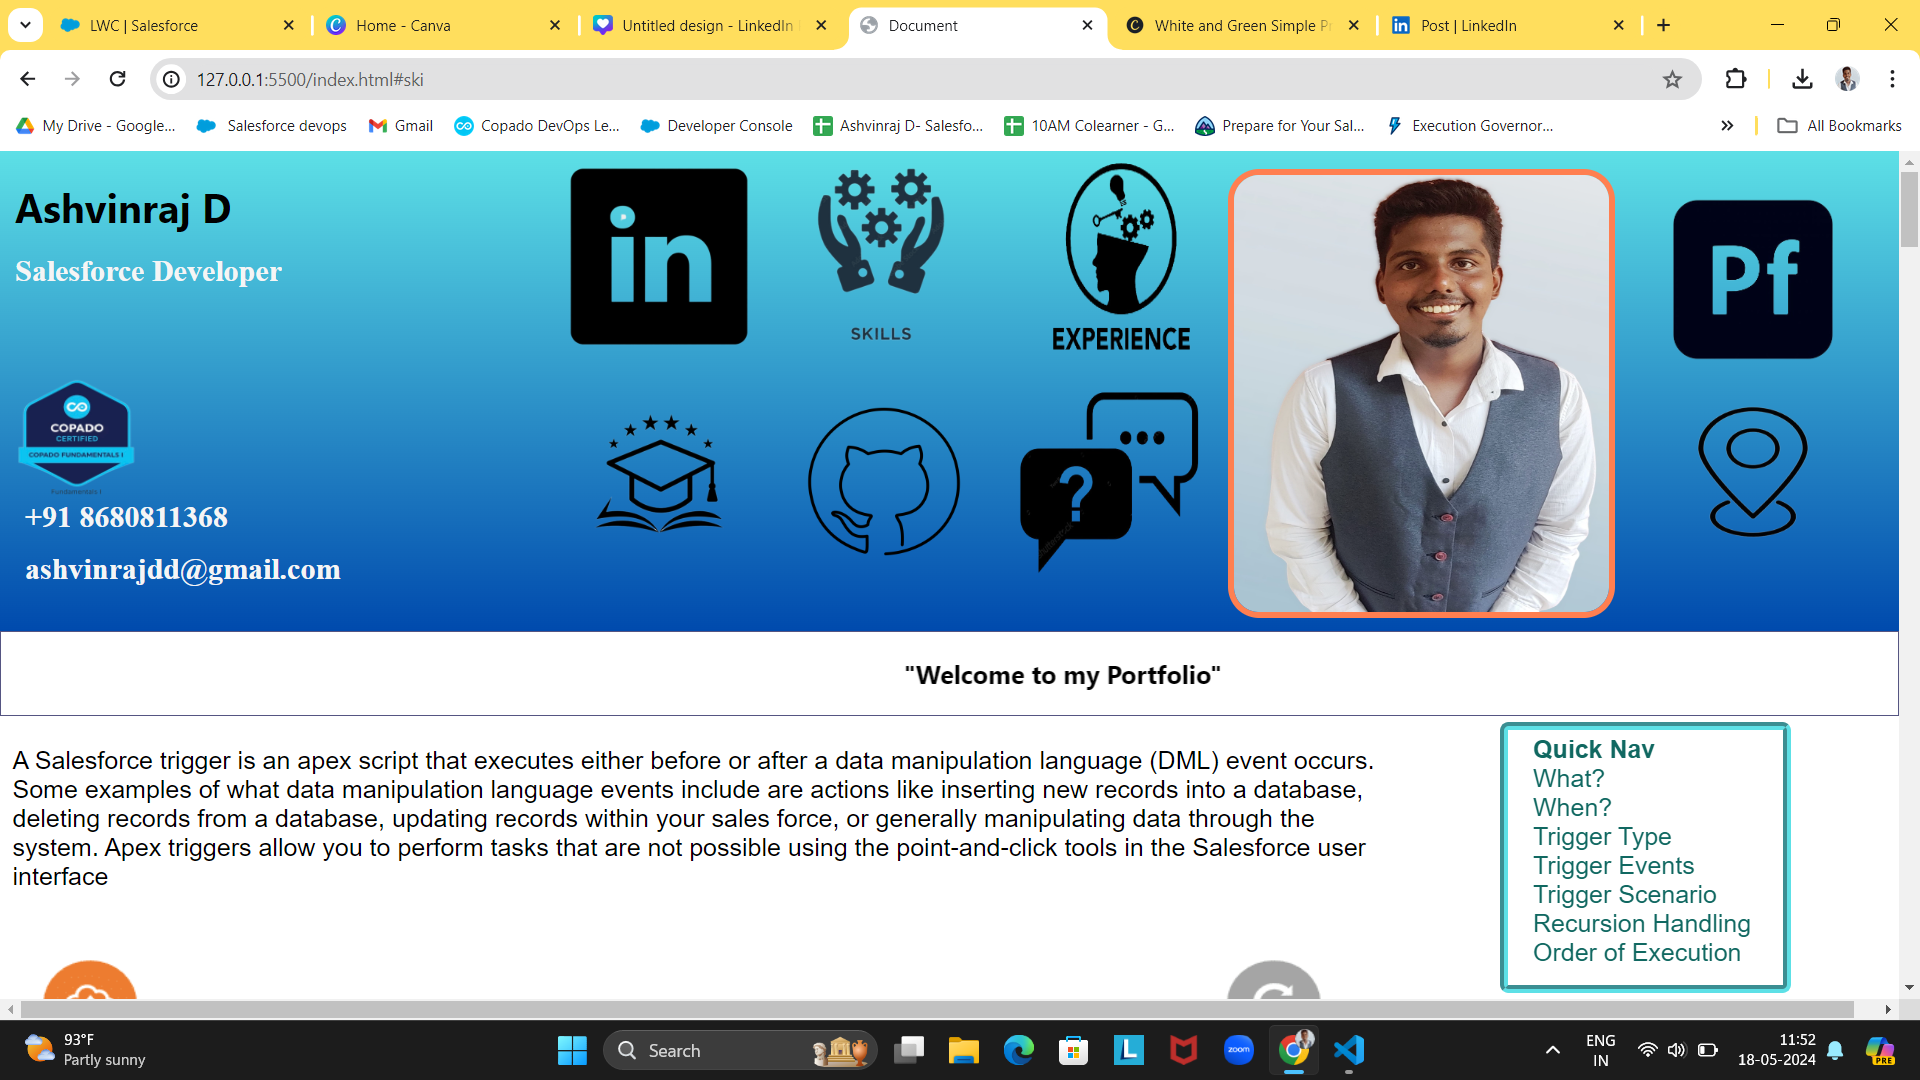 LWC | Salesforce
Home - Canva
Untitled design - LinkedIn
Document
White and Green Simple Pr
Post | LinkedIn
127.0.0.1:5500/index.html#ski
My Drive - Google...
Salesforce devops
Gmail
Copado DevOps Le...
Developer Console
Ashvinraj D- Salesfo...
10AM Colearner - G...
Prepare for Your Sal...
Execution Governor...
All Bookmarks
Ashvinraj D
Salesforce Developer
in
SKILLS
EXPERIENCE
Pf
COPADO
CERTIFIED
COPADO FUNDAMENTALS I
Fundamentals I
?
+91 8680811368
ashvinrajdd@gmail.com
"Welcome to my Portfolio"
A Salesforce trigger is an apex script that executes either before or after a data manipulation language (DML) event occurs.
Some examples of what data manipulation language events include are actions like inserting new records into a database,
deleting records from a database, updating records within your sales force, or generally manipulating data through the
system. Apex triggers allow you to perform tasks that are not possible using the point-and-click tools in the Salesforce user
interface
Quick Nav
What?
When?
Trigger Type
Trigger Events
Trigger Scenario
Recursion Handling
Order of Execution
93°F
Partly sunny
Search
L
zoom
ENG
IN
11:52
18-05-2024
PRE